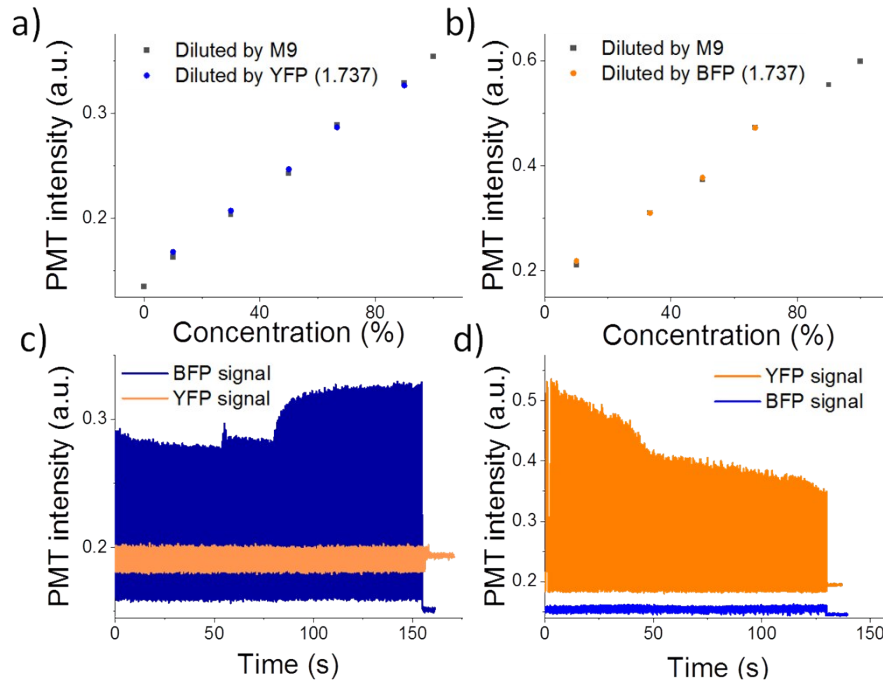 a)
PMT intensity (a.u.)
0.3
0.2
Diluted by M9
Diluted by YFP (1.737)
0
40
80
Concentration (%)
b)
PMT intensity (a.u.)
0.6
0.4
0.2
Diluted by M9
Diluted by BFP (1.737)
0
40
80
Concentration (%)
c)
PMT intensity (a.u.)
0.3
0.2
BFP signal
YFP signal
0
50
100
150
Time (s)
d)
PMT intensity (a.u.)
0.5
0.4
0.3
0.2
YFP signal
BFP signal
0
50
100
Time (s)